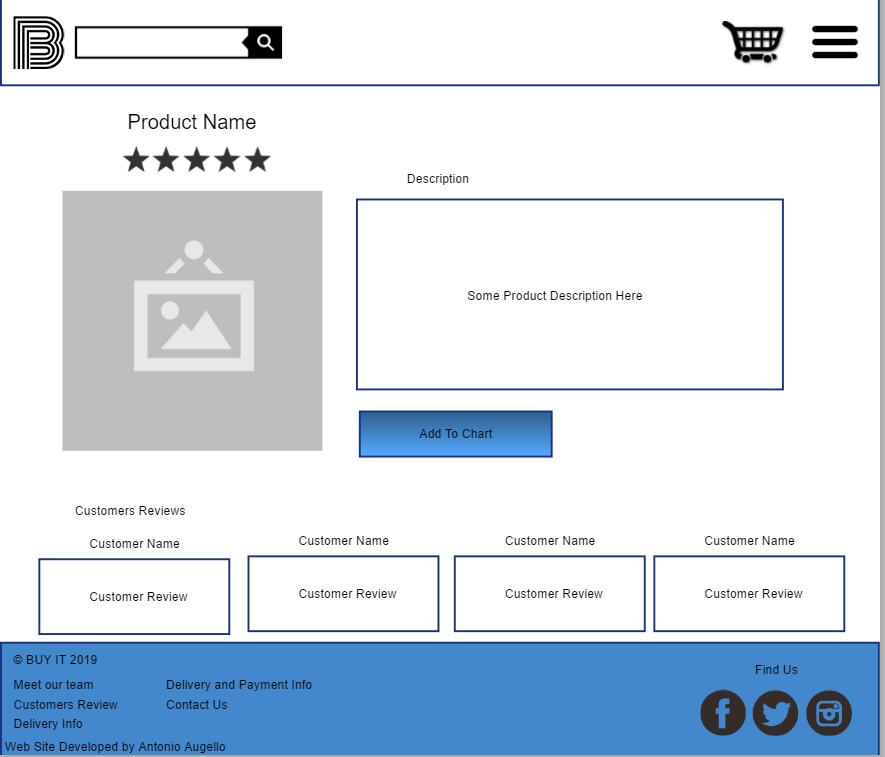 B
Product Name
Description
Some Product Description Here
Add To Chart
Customers Reviews
Customer Name
Customer Review
Customer Name
Customer Review
Customer Name
Customer Review
Customer Name
Customer Review
© BUY IT 2019
Meet our team
Customers Review
Delivery Info
Delivery and Payment Info
Contact Us
Web Site Developed by Antonio Augello
Find Us
f